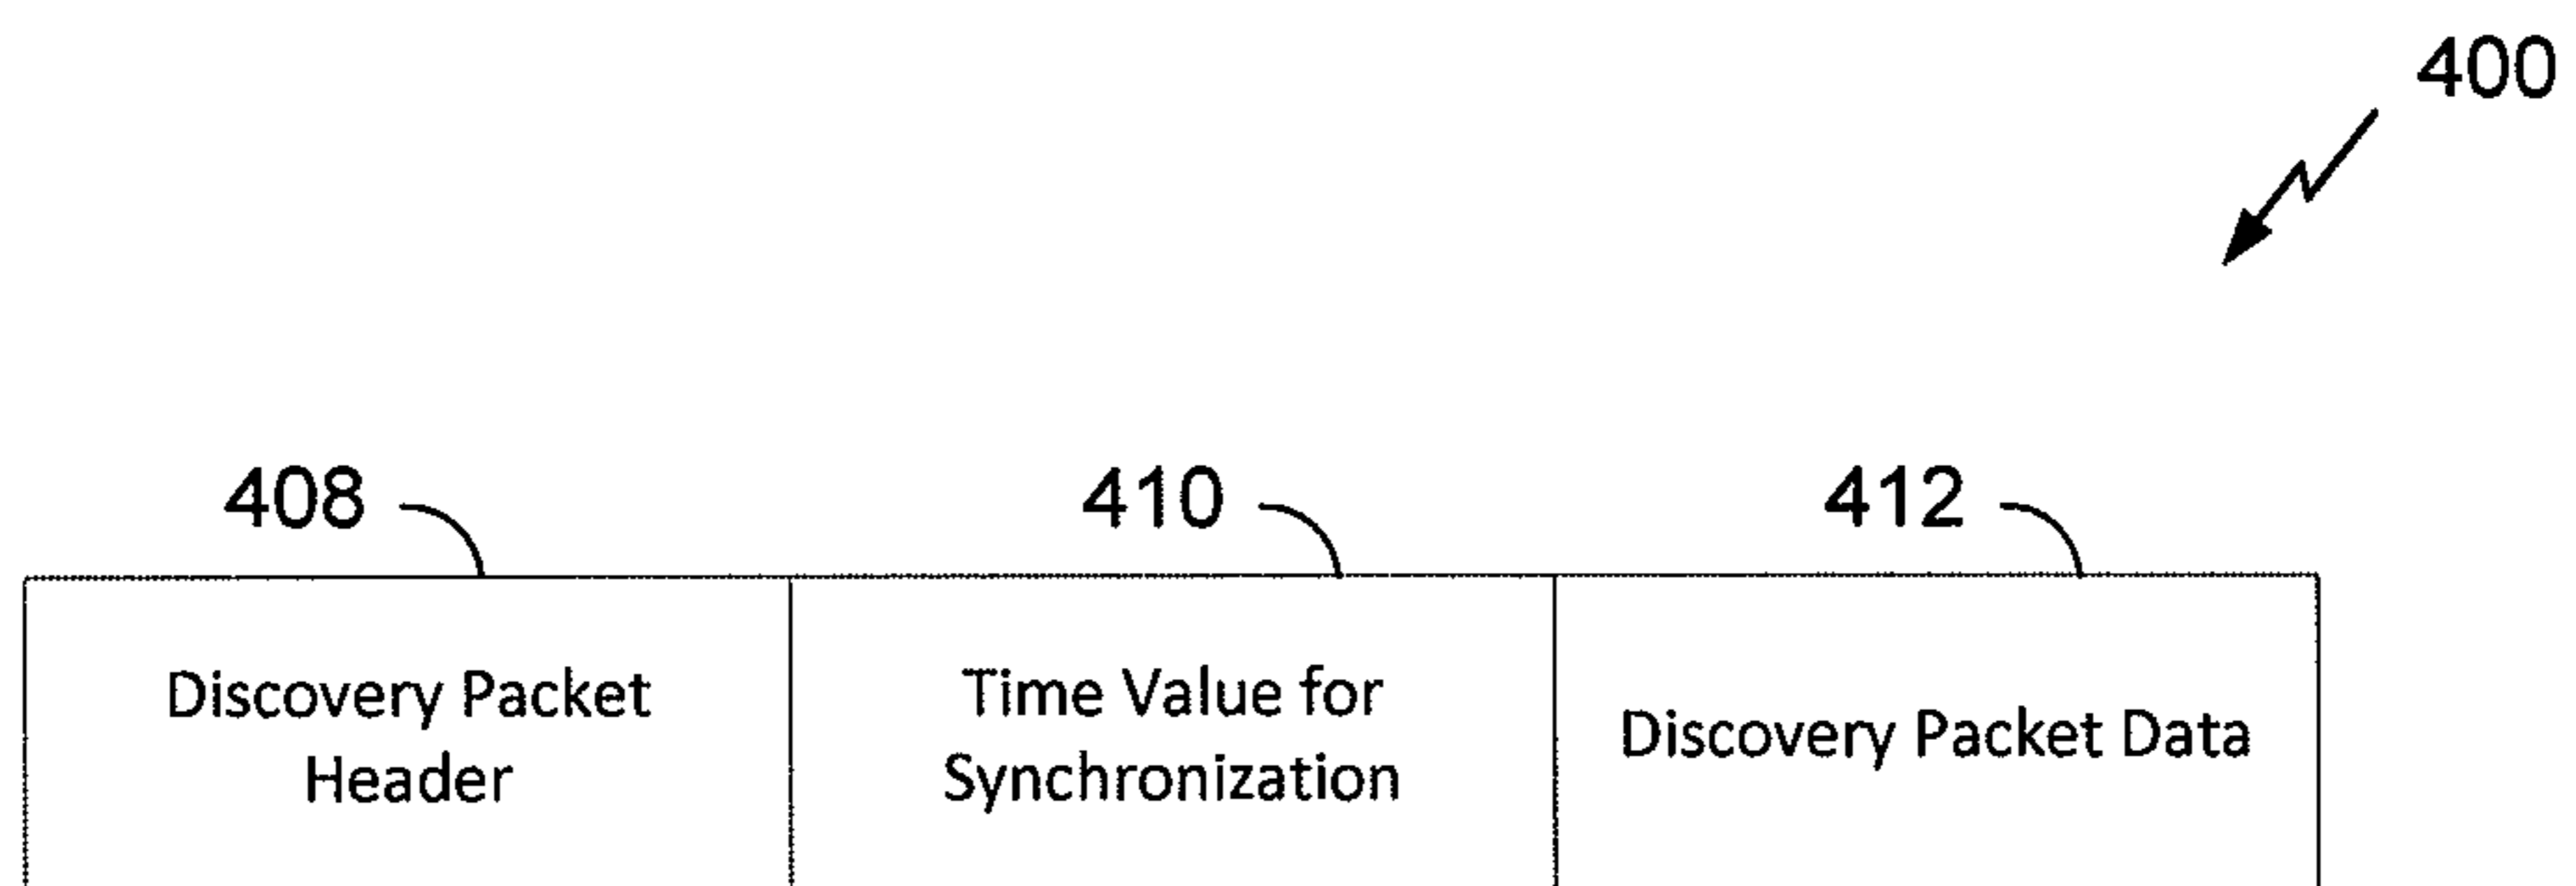 400
408
410
412
Discovery Packet
Header
Time Value for
Synchronization
Discovery Packet Data